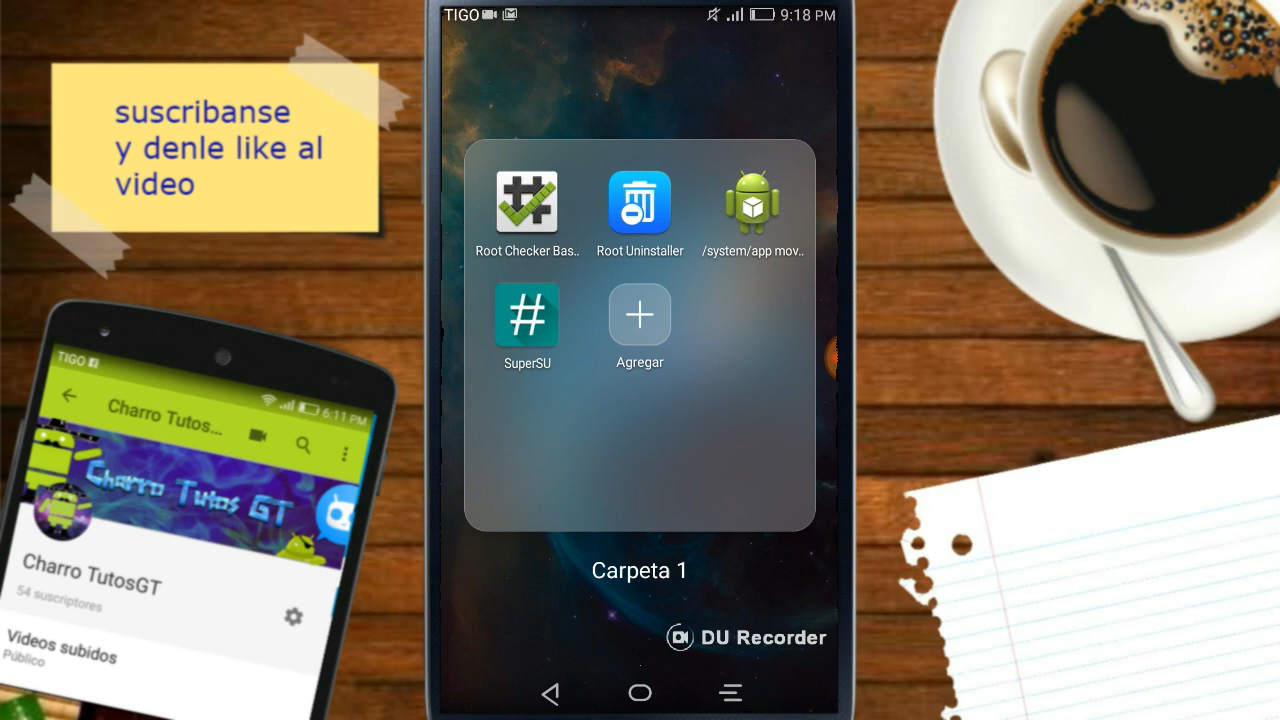 suscribanse
y denle like al
video
TIGO
6:11 PM
Charro Tutos...
Charro Tutos GT
Charro TutosGT
54 suscriptores
Videos subidos
Público
TIGO
9:18 PM
Root Checker Bas..
Root Uninstaller
/system/app mov..
SuperSU
Agregar
Carpeta 1
DU Recorder